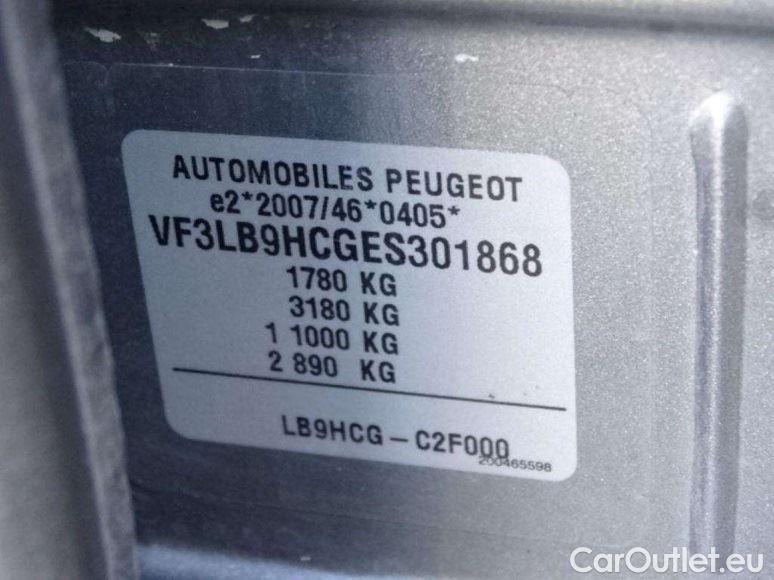 AUTOMOBILES PEUGEOT
e2*2007/46*0405*
VF3LB9HCGES301868
1780 KG
3180 KG
1 1000 KG
2 890 KG
LB9HCG - C2F000
200465598
CarOutlet.eu